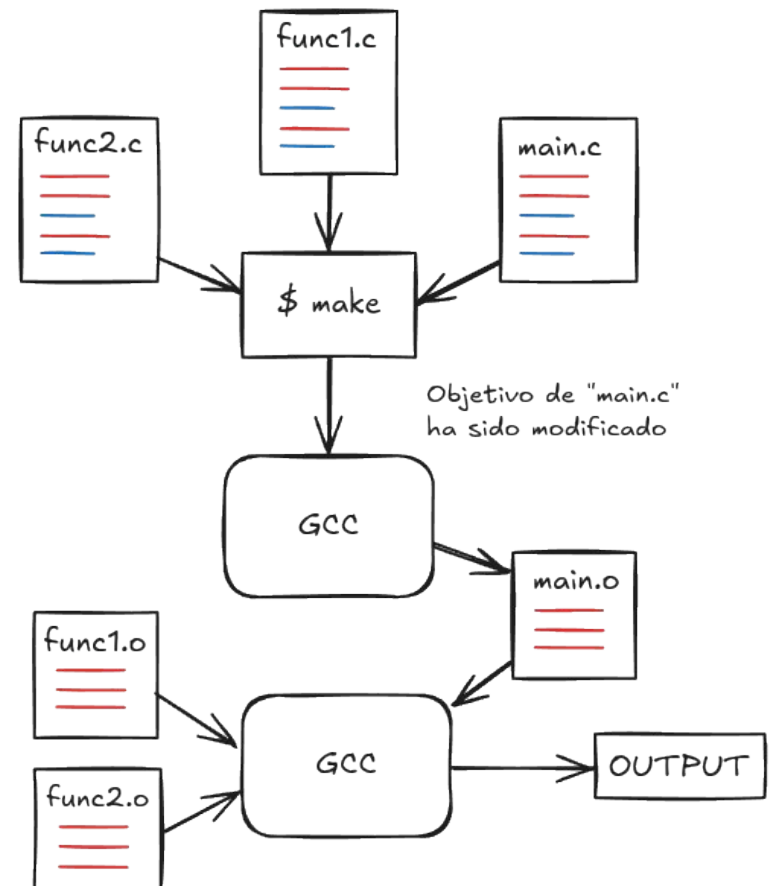 func1.c
func2.c
main.c
$ make
Objetivo de "main.c"
ha sido modificado
GCC
main.o
func1.o
GCC
OUTPUT
func2.o